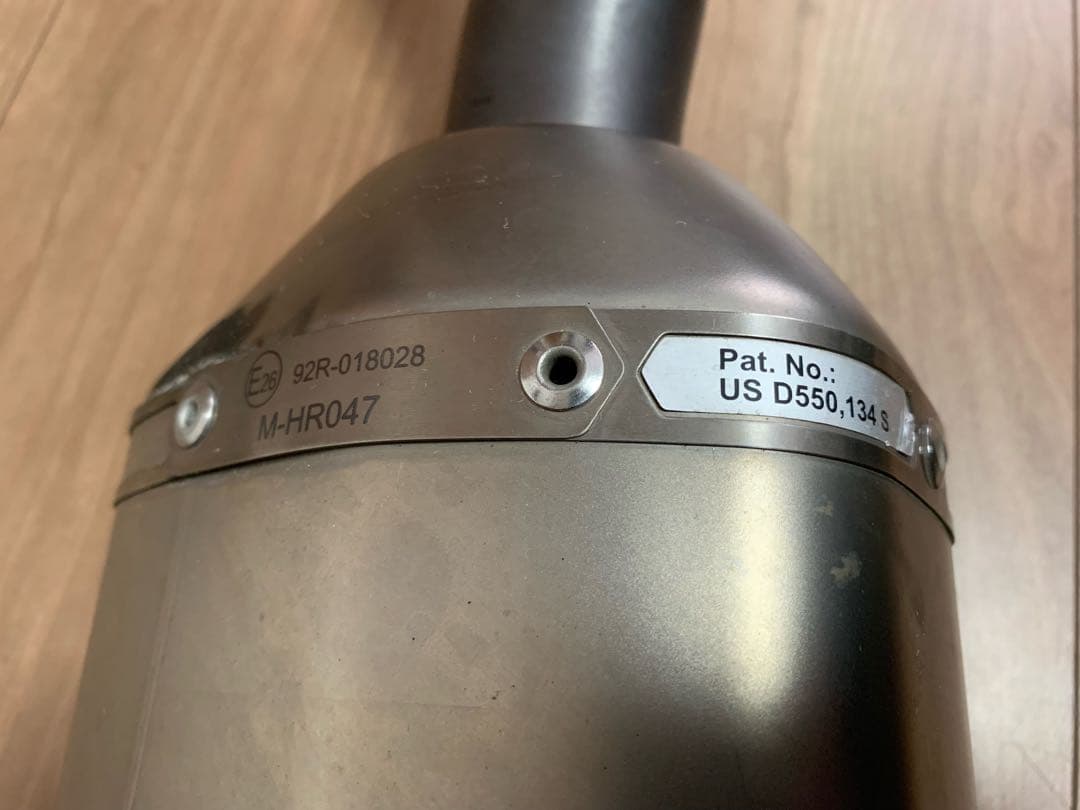 E26 92R-018028
M-HR047
Pat. No.:
US D550,134 S